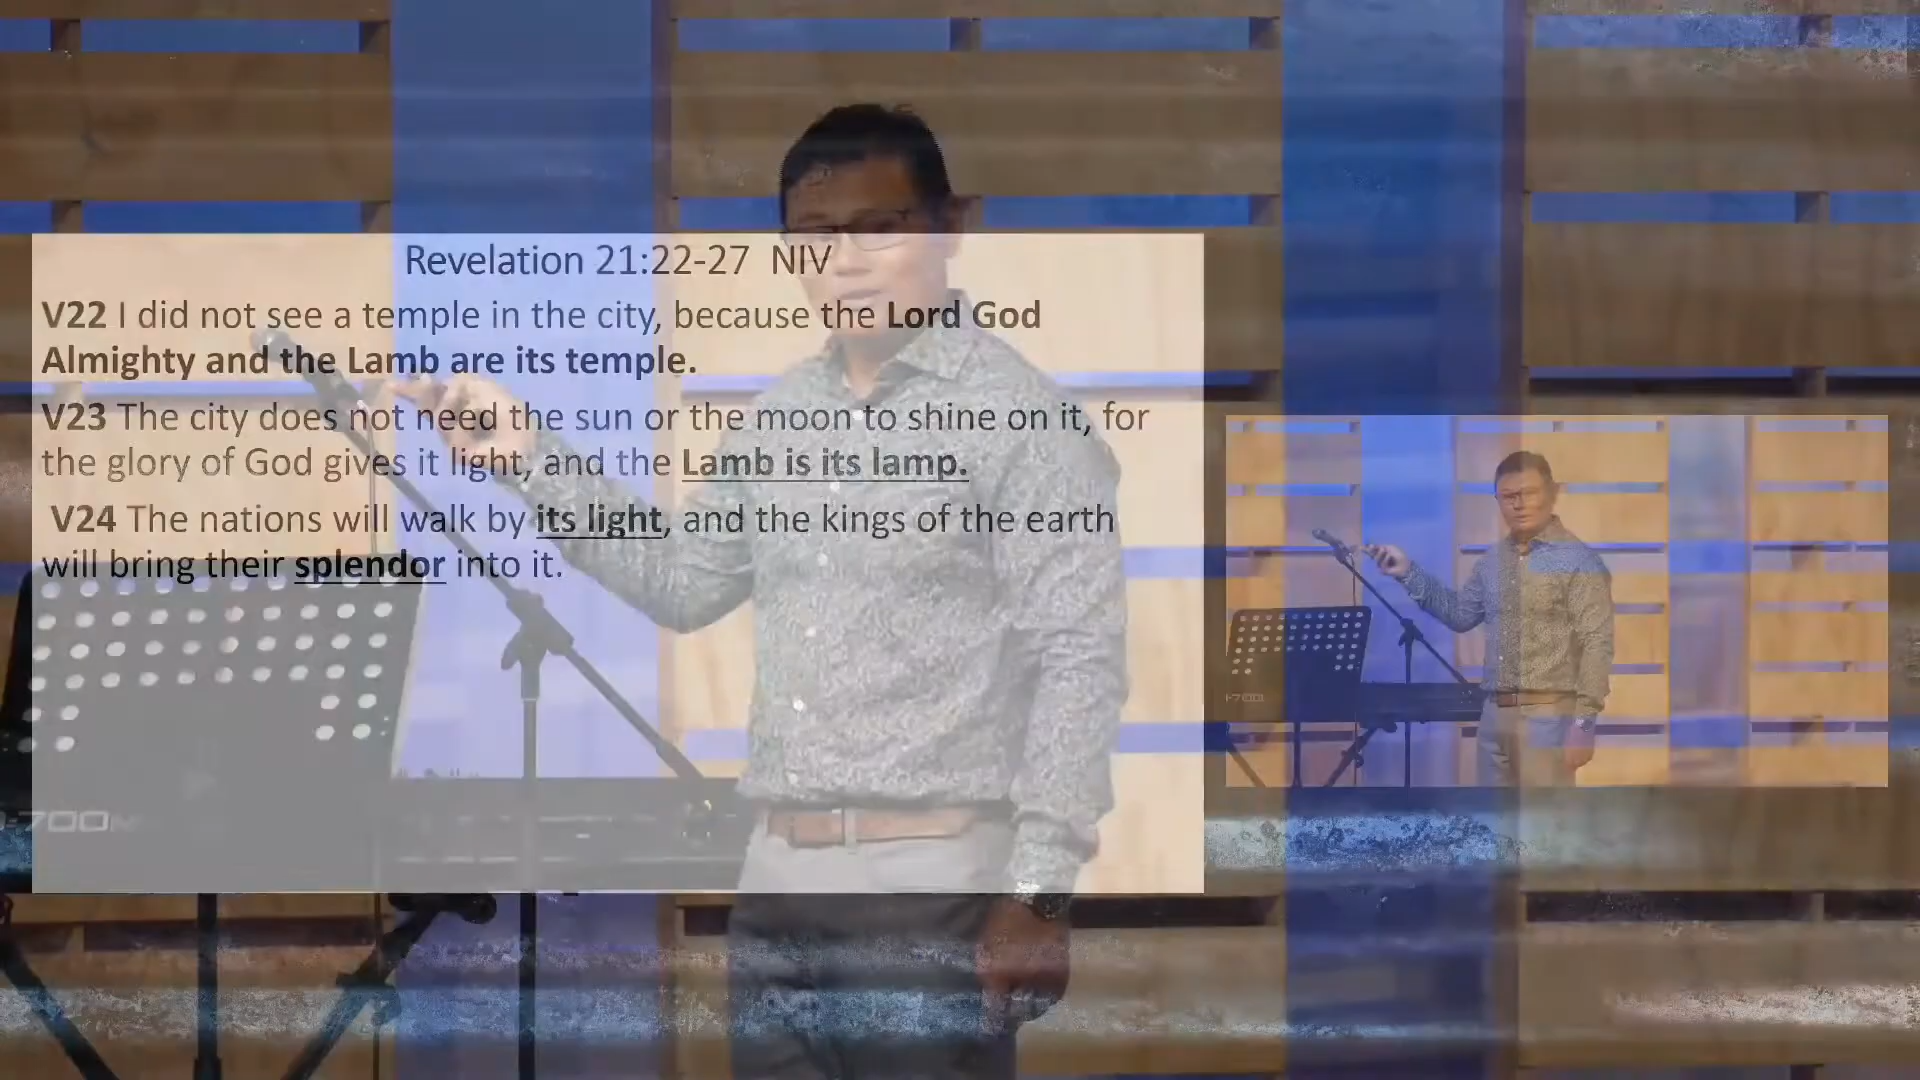 Revelation 21:22-27 NIV
V22 I did not see a temple in the city, because the Lord God
Almighty and the Lamb are its temple.
V23 The city does not need the sun or the moon to shine on it, for
the glory of God gives it light, and the Lamb is its lamp.
V24 The nations will walk by its light, and the kings of the earth
will bring their splendor into it.